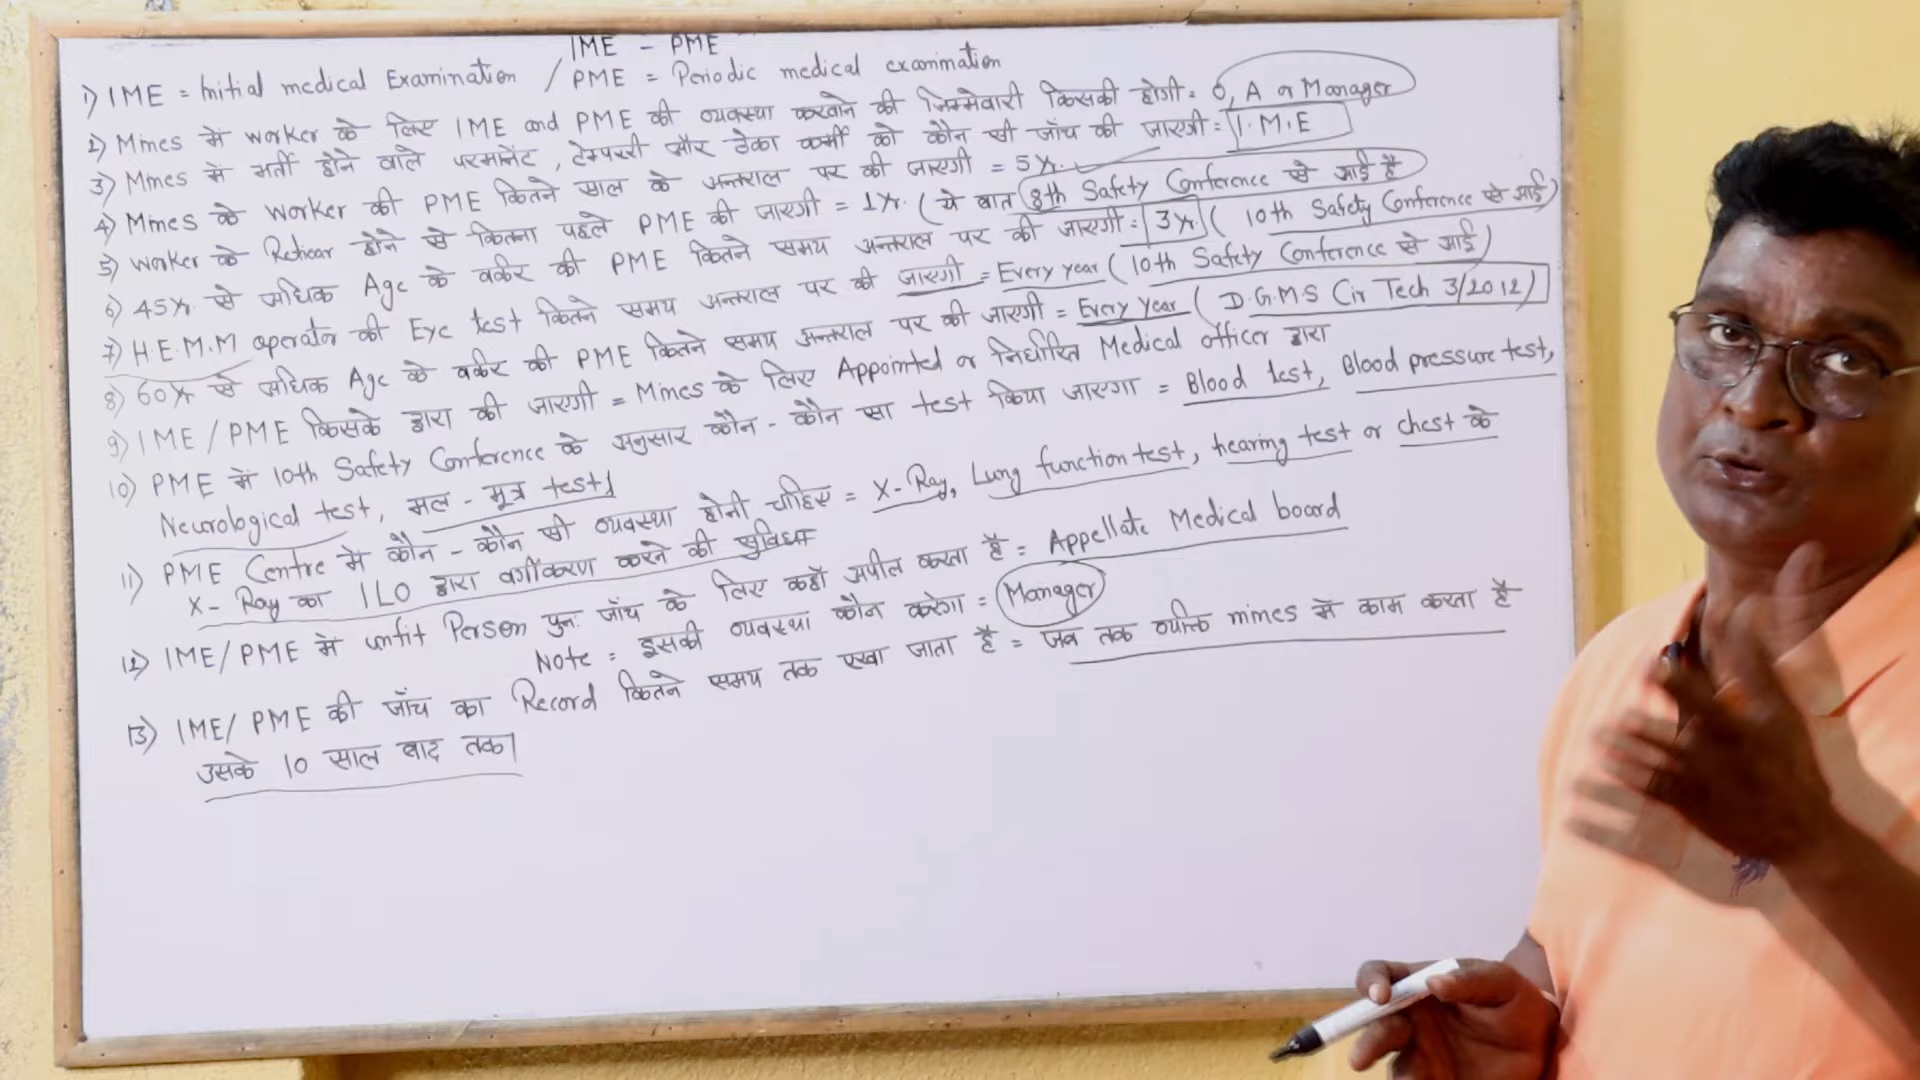 IME - PME
1) IME = Initial medical Examination / PME = Periodic medical examination
2) Mines में worker के लिए IME and PME की व्यवस्था करवाने की जिम्मेवारी किसकी होगी = O, A or Manager
3) Mines में भर्ती होने वाले परमानेंट, टेम्पररी और ठेका कर्मी को कौन सी जाँच की जाएगी = I.M.E
4) Mines के worker की PME कितने साल के अन्तराल पर की जाएगी = 5 Yr.
5) worker के Reticar होने से कितना पहले PME की जाएगी = 1 Yr. (ये बात 8th Safety Conference से आई है
6) 45 Yr. से अधिक Age के वर्कर की PME कितने समय अन्तराल पर की जाएगी = 3 Yr. ( 10th Safety Conference से आई)
7) H.E.M.M operator की Eye test कितने समय अन्तराल पर की जाएगी = Every year ( 10th Safety Conference से आई)
8) 60 Yr से अधिक Age के वर्कर की PME कितने समय अन्तराल पर की जाएगी = Every Year ( D.G.M.S Cir Tech 3/2012)
9) IME / PME किसके द्वारा की जाएगी = Mines के लिए Appointed or निर्धारित Medical officer द्वारा
10) PME में 10th Safety Conference के अनुसार कौन - कौन सा test किया जाएगा = Blood test, Blood pressure test,
Neurological test, मल - मूत्र test।
11) PME Centre में कौन - कौन सी व्यवस्था होनी चाहिए = X-Ray, Lung function test, hearing test or chest के
X- Ray का ILO द्वारा वर्गीकरण करने की सुविधा
12) IME/PME में unfit Person पुनः जाँच के लिए कहाँ अपील करता है = Appellate Medical board
Note = इसकी व्यवस्था कौन करेगा = Manager
13) IME/ PME की जाँच का Record कितने समय तक रखा जाता है = जब तक व्यक्ति mines में काम करता है
उसके 10 साल बाद तक।